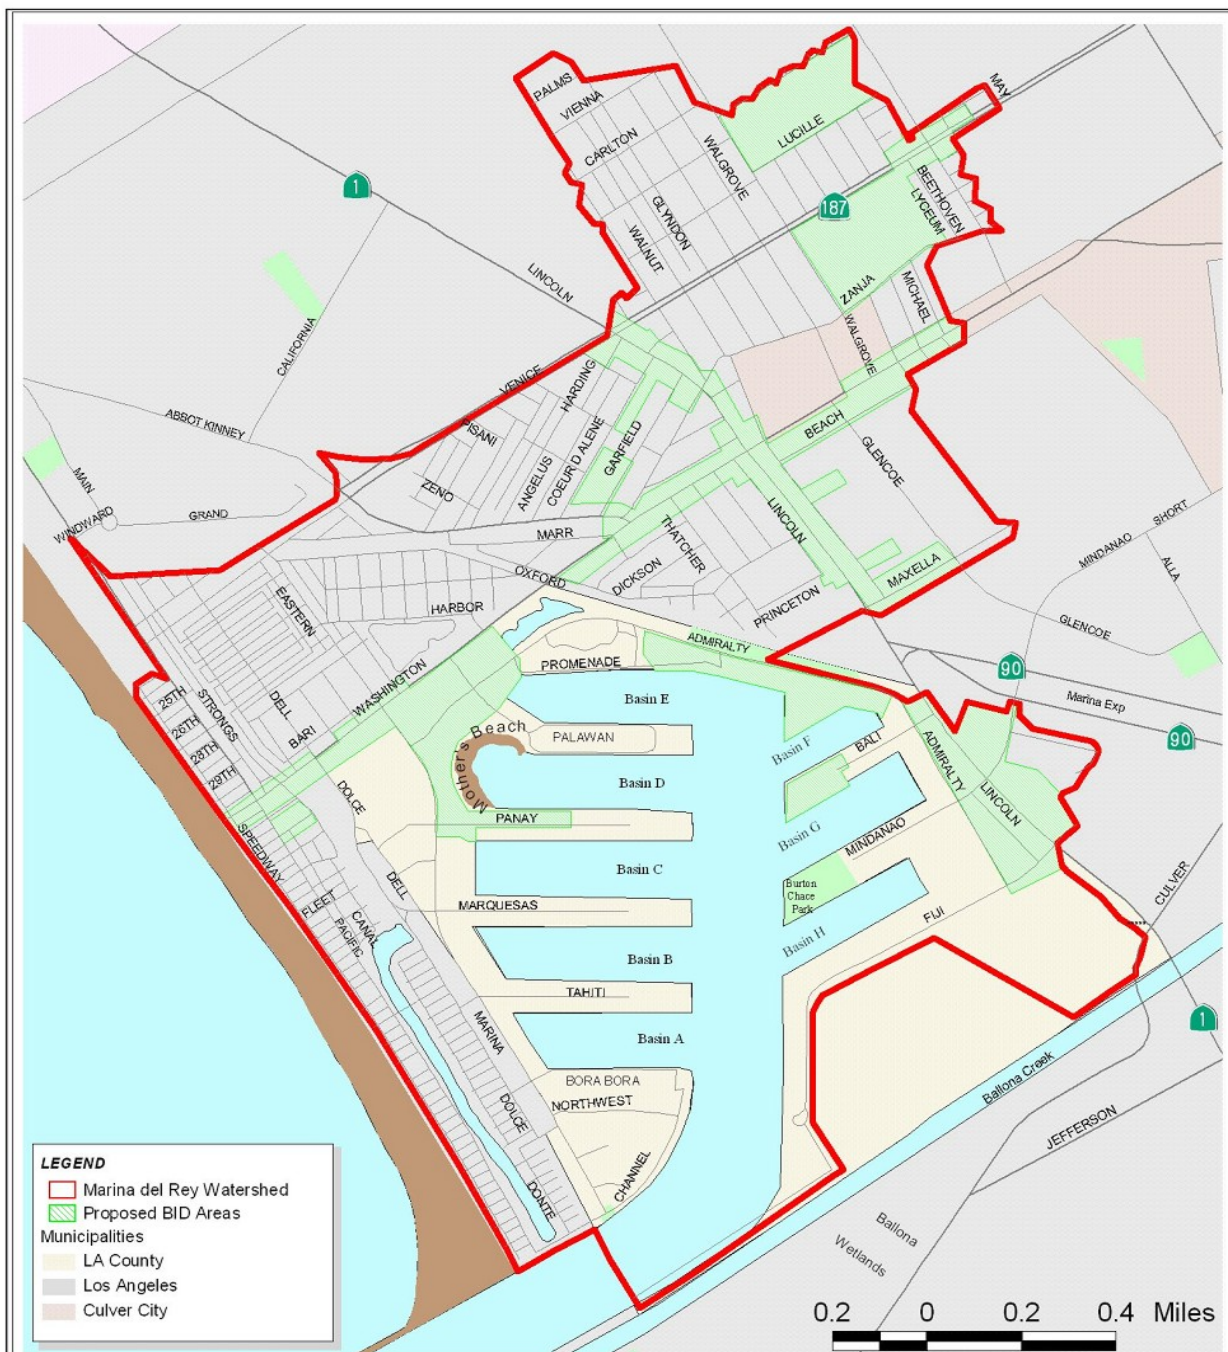 PALMS
VIENNA
CARLTON
WALGROVE
LUCILLE
MAY
1
187
GLYNDON
WALNUT
BEETHOVEN
LYCEUM
LINCOLN
ZANJA
MICHAEL
CALIFORNIA
WALGROVE
VENICE
HARDING
ABBOT KINNEY
PISANI
COEUR D ALENE
GARFIELD
BEACH
GLENCOE
MAIN
ZENO
ANGELUS
WINDWARD
GRAND
MARR
THATCHER
LINCOLN
MINDANAO
SHORT
OXFORD
DICKSON
MAXELLA
ALLA
EASTERN
HARBOR
PRINCETON
GLENCOE
PROMENADE
ADMIRALTY
90
Marina Exp
90
25TH
STRONGS
DELL
WASHINGTON
Basin E
26TH
BARI
PALAWAN
Basin F
BALI
28TH
Mother's Beach
ADMIRALTY
29TH
DOLCE
Basin D
LINCOLN
SPEEDWAY
PANAY
Basin G
MINDANAO
DELL
Basin C
Burton
Chace
Park
CULVER
FLEET
CANAL
PACIFIC
MARQUESAS
FIJI
Basin H
Basin B
TAHITI
MARINA
Basin A
1
BORA BORA
NORTHWEST
DOLCE
Ballona Creek
JEFFERSON
CHANNEL
DONTE
Ballona
Wetlands
LEGEND
Marina del Rey Watershed
Proposed BID Areas
Municipalities
LA County
Los Angeles
Culver City
0.2 0 0.2 0.4 Miles